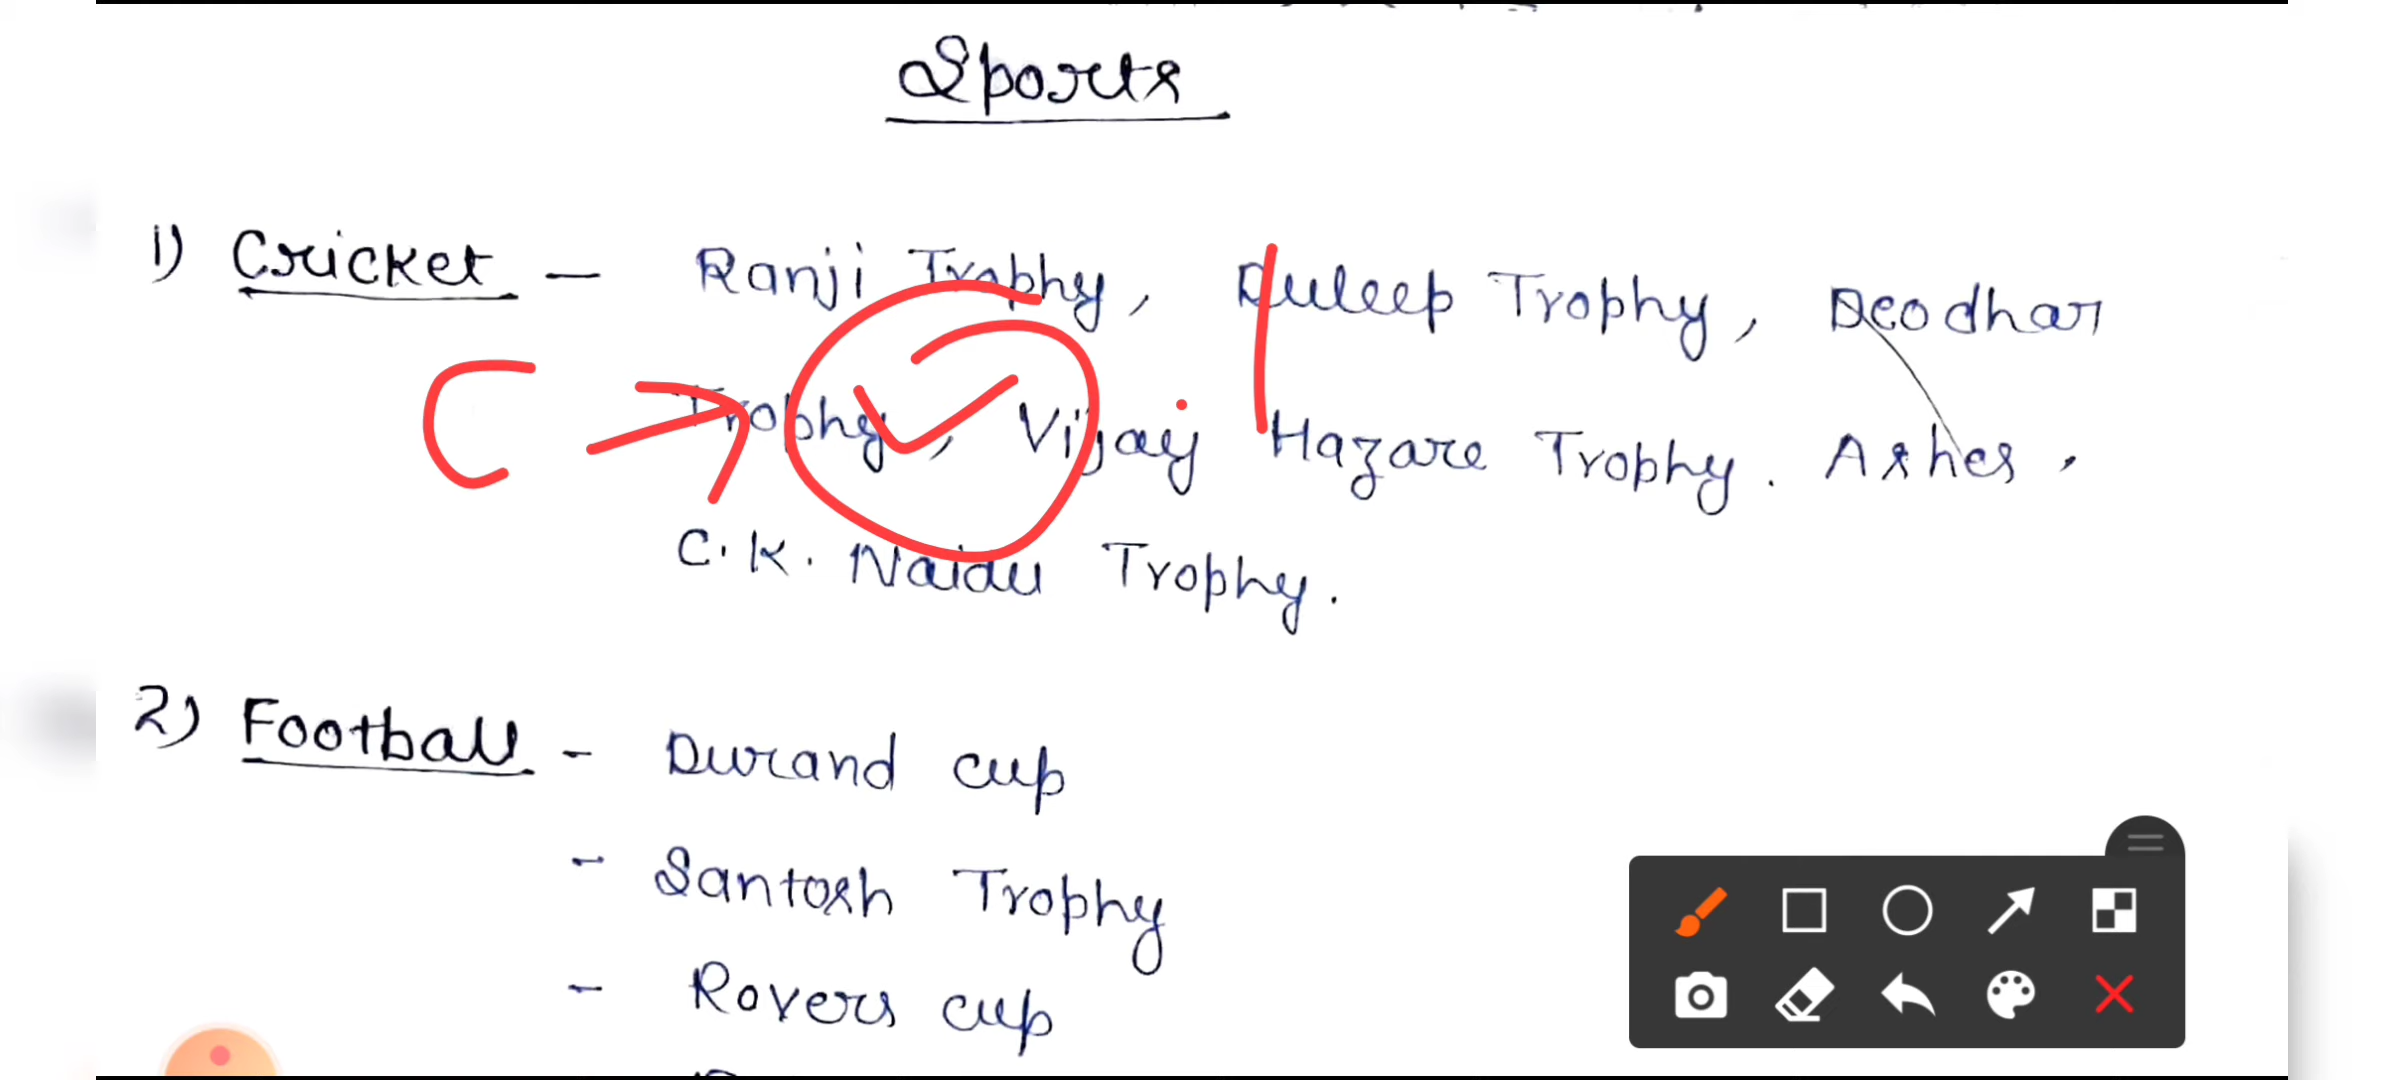 Sports
1) Cricket - Ranji Trophy, Duleep Trophy, Deodhar
Trophy, Vijay Hazare Trophy. Ashes,
C.K. Naidu Trophy.
2) Football - Durand cup
- Santosh Trophy
- Rovers cup